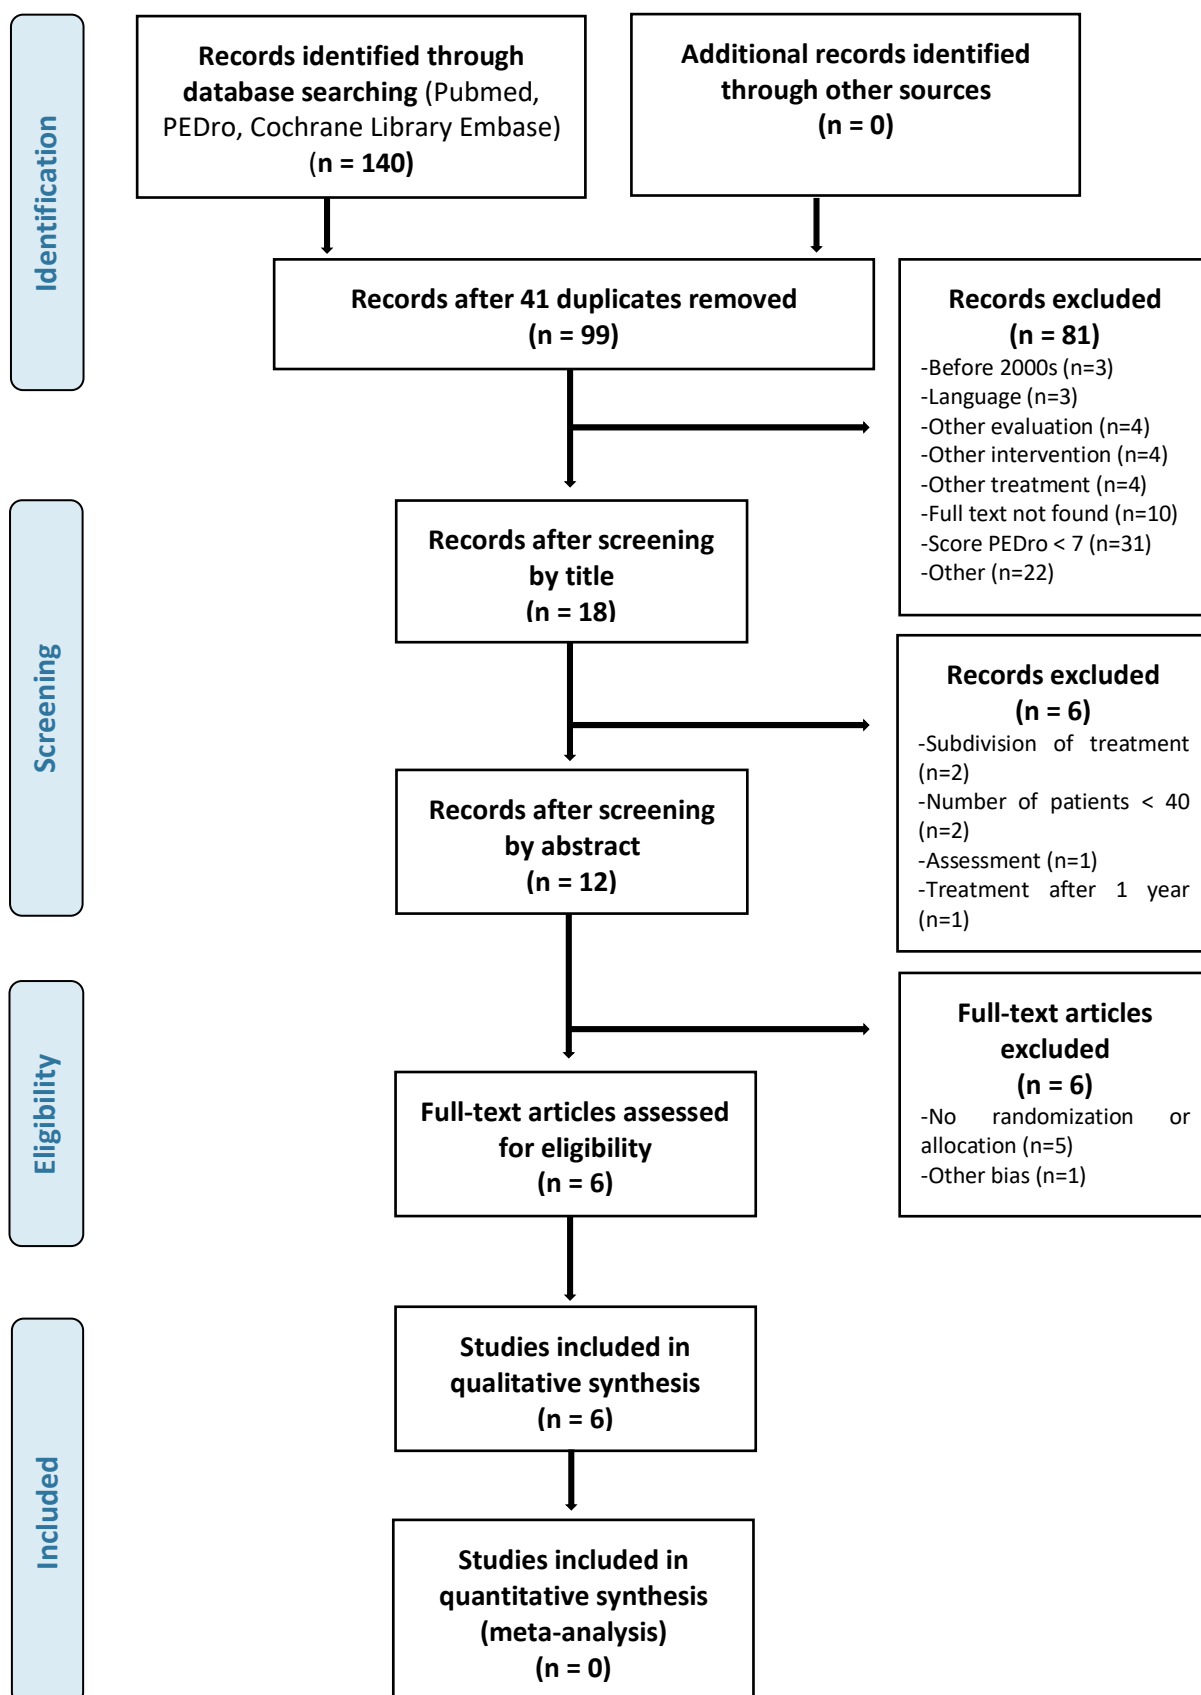 Identification
Records identified through
database searching (Pubmed,
PEDro, Cochrane Library Embase)
(n = 140)
Additional records identified
through other sources
(n = 0)
Records after 41 duplicates removed
(n = 99)
Records excluded
(n = 81)
-Before 2000s (n=3)
-Language (n=3)
-Other evaluation (n=4)
-Other intervention (n=4)
-Other treatment (n=4)
-Full text not found (n=10)
-Score PEDro < 7 (n=31)
-Other (n=22)
Screening
Records after screening
by title
(n = 18)
Records excluded
(n = 6)
-Subdivision of treatment
(n=2)
-Number of patients < 40
(n=2)
-Assessment (n=1)
-Treatment after 1 year
(n=1)
Records after screening
by abstract
(n = 12)
Eligibility
Full-text articles
excluded
(n = 6)
-No randomization or
allocation (n=5)
-Other bias (n=1)
Full-text articles assessed
for eligibility
(n = 6)
Included
Studies included in
qualitative synthesis
(n = 6)
Studies included in
quantitative synthesis
(meta-analysis)
(n = 0)